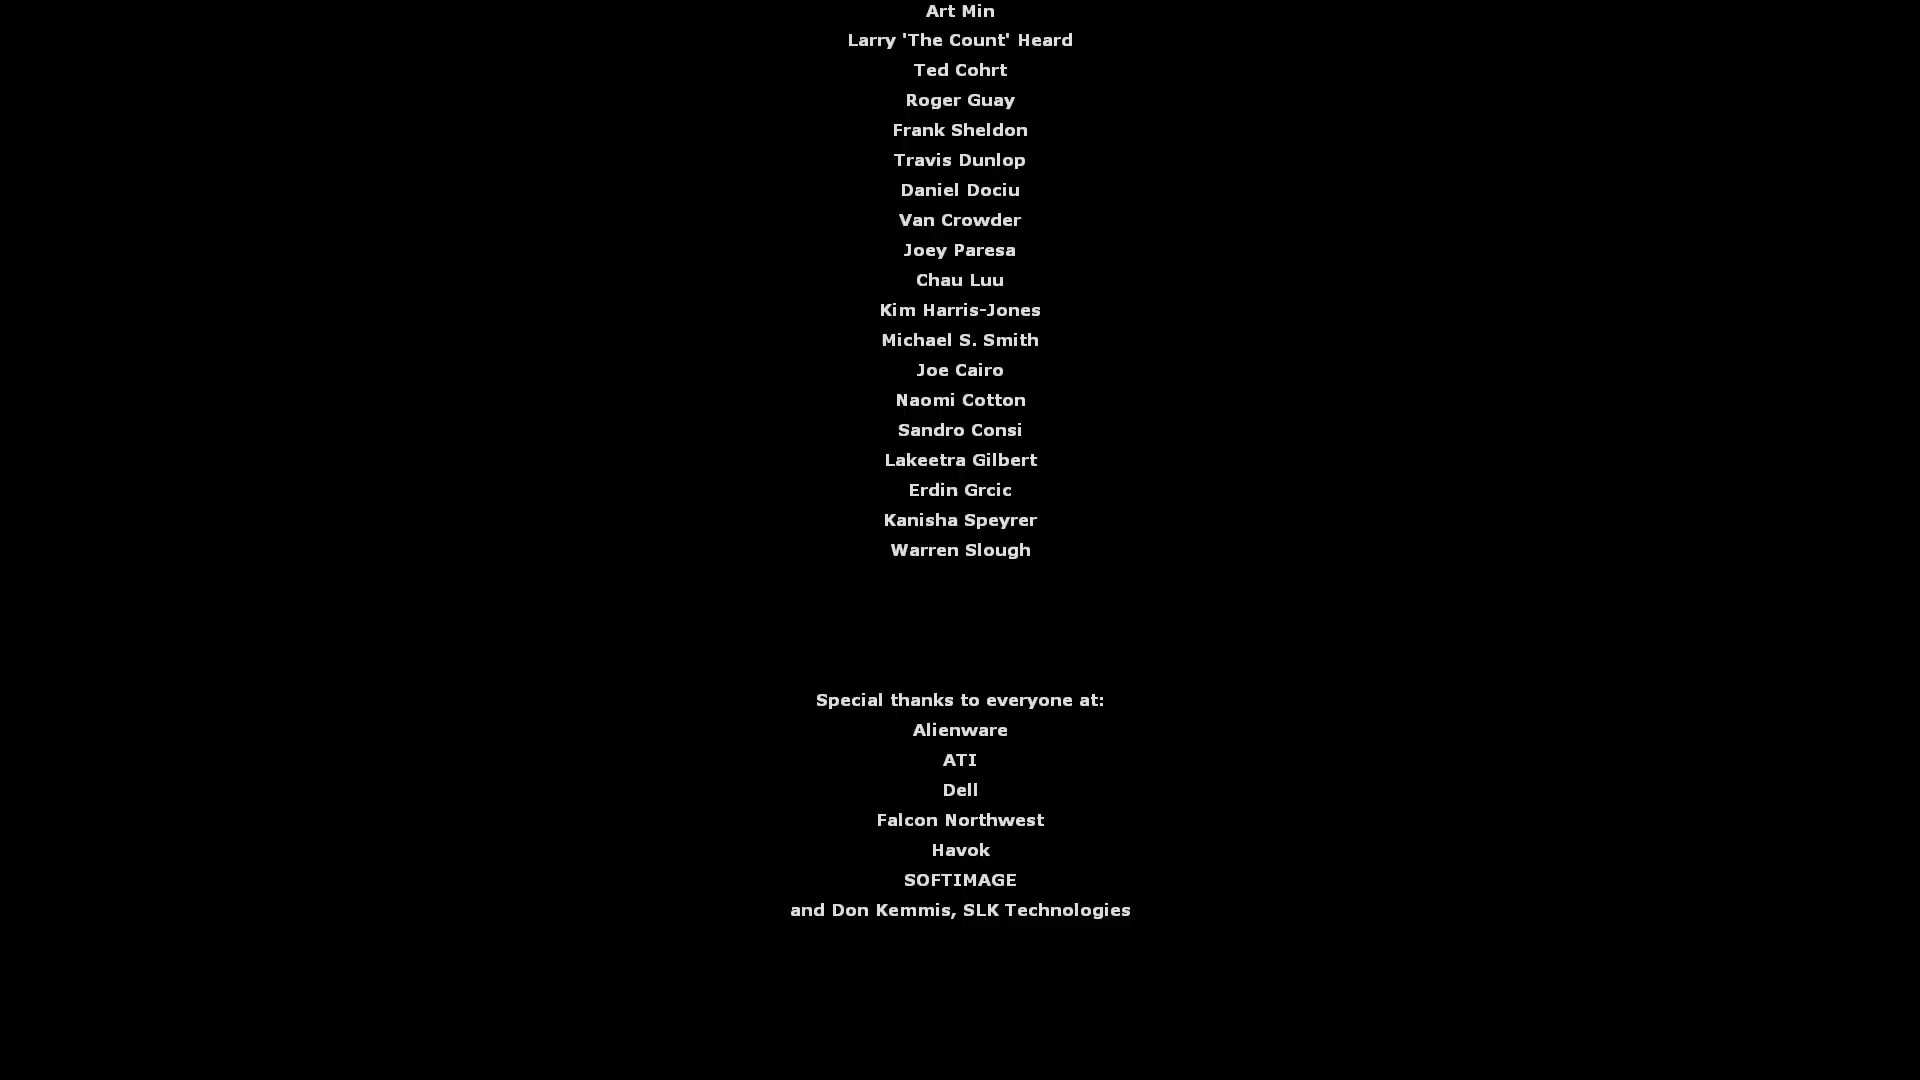 Art Min
Larry 'The Count' Heard
Ted Cohrt
Roger Guay
Frank Sheldon
Travis Dunlop
Daniel Dociu
Van Crowder
Joey Paresa
Chau Luu
Kim Harris-Jones
Michael S. Smith
Joe Cairo
Naomi Cotton
Sandro Consi
Lakeetra Gilbert
Erdin Grcic
Kanisha Speyrer
Warren Slough
Special thanks to everyone at:
Alienware
ATI
Dell
Falcon Northwest
Havok
SOFTIMAGE
and Don Kemmis, SLK Technologies